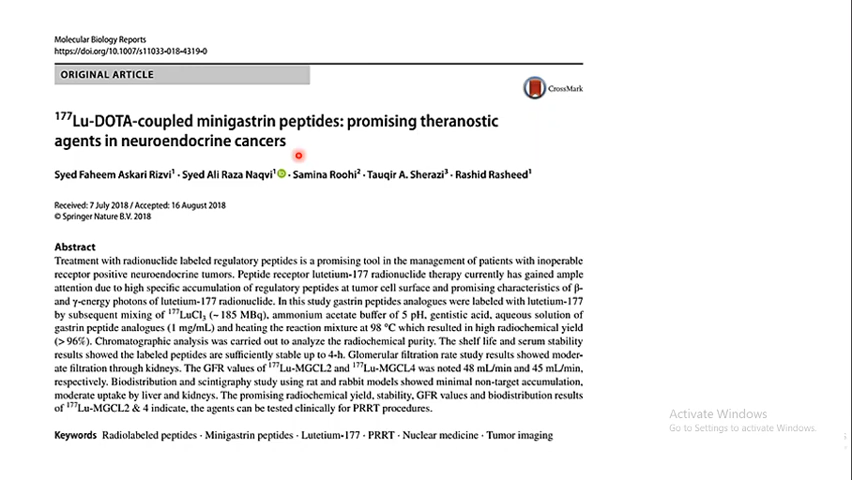 Molecular Biology Reports
https://doi.org/10.1007/s11033-018-4319-0
ORIGINAL ARTICLE
CrossMark
177Lu-DOTA-coupled minigastrin peptides: promising theranostic
agents in neuroendocrine cancers
Syed Faheem Askari Rizvi1 · Syed Ali Raza Naqvi1 iD · Samina Roohi2 · Tauqir A. Sherazi3 · Rashid Rasheed1
Received: 7 July 2018 / Accepted: 16 August 2018
© Springer Nature B.V. 2018
Abstract
Treatment with radionuclide labeled regulatory peptides is a promising tool in the management of patients with inoperable
receptor positive neuroendocrine tumors. Peptide receptor lutetium-177 radionuclide therapy currently has gained ample
attention due to high specific accumulation of regulatory peptides at tumor cell surface and promising characteristics of β-
and γ-energy photons of lutetium-177 radionuclide. In this study gastrin peptides analogues were labeled with lutetium-177
by subsequent mixing of 177LuCl3 (~185 MBq), ammonium acetate buffer of 5 pH, gentistic acid, aqueous solution of
gastrin peptide analogues (1 mg/mL) and heating the reaction mixture at 98 °C which resulted in high radiochemical yield
(> 96%). Chromatographic analysis was carried out to analyze the radiochemical purity. The shelf life and serum stability
results showed the labeled peptides are sufficiently stable up to 4-h. Glomerular filtration rate study results showed moder-
ate filtration through kidneys. The GFR values of 177Lu-MGCL2 and 177Lu-MGCL4 was noted 48 mL/min and 45 mL/min,
respectively. Biodistribution and scintigraphy study using rat and rabbit models showed minimal non-target accumulation,
moderate uptake by liver and kidneys. The promising radiochemical yield, stability, GFR values and biodistribution results
of 177Lu-MGCL2 & 4 indicate, the agents can be tested clinically for PRRT procedures.
Keywords Radiolabeled peptides · Minigastrin peptides · Lutetium-177 · PRRT · Nuclear medicine · Tumor imaging
Activate Windows
Go to Settings to activate Windows.